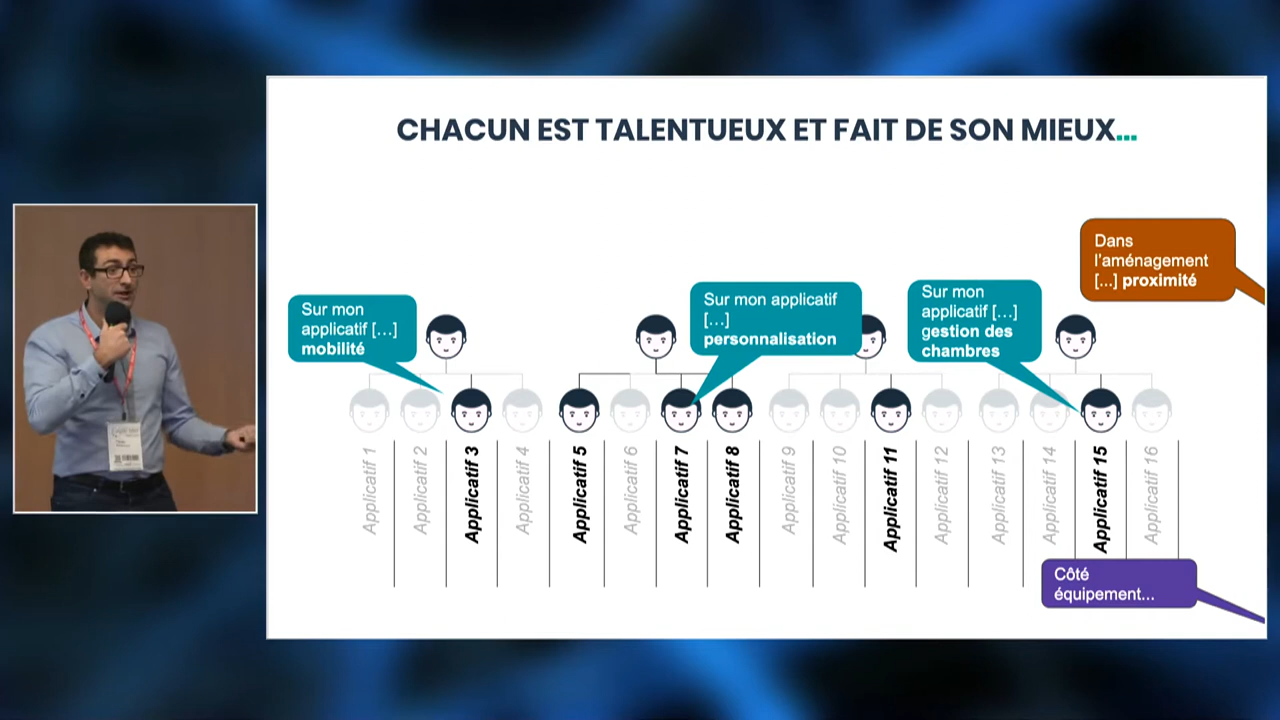 CHACUN EST TALENTUEUX ET FAIT DE SON MIEUX...
Dans
l'aménagement
[...] proximité
Sur mon
applicatif […]
mobilité
Sur mon applicatif
[…]
personnalisation
Sur mon
applicatif […]
gestion des
chambres
Applicatif 1
Applicatif 2
Applicatif 3
Applicatif 4
Applicatif 5
Applicatif 6
Applicatif 7
Applicatif 8
Applicatif 9
Applicatif 10
Applicatif 11
Applicatif 12
Applicatif 13
Applicatif 14
Applicatif 15
Applicatif 16
Côté
équipement...